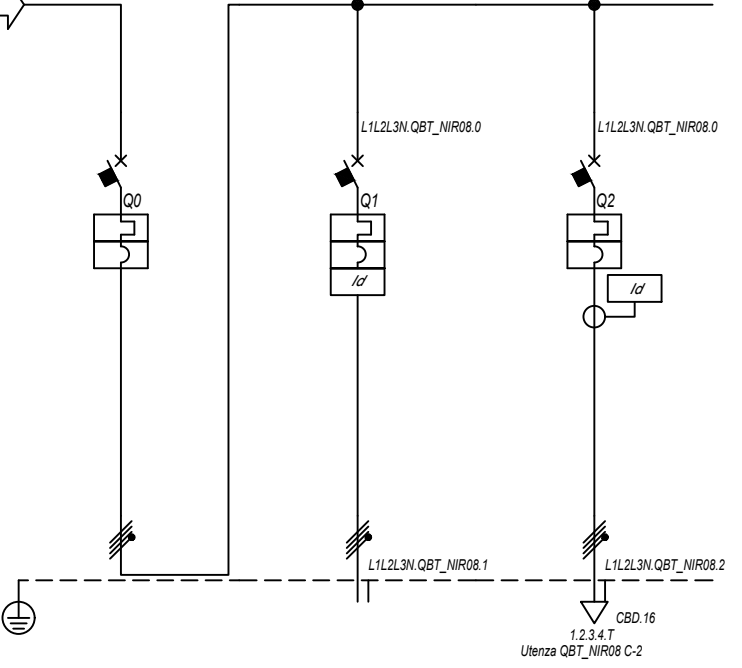 L1L2L3N.QBT_NIR08.0
L1L2L3N.QBT_NIR08.0
Q0
Q1
Q2
Id
Id
L1L2L3N.QBT_NIR08.1
L1L2L3N.QBT_NIR08.2
CBD.16
1.2.3.4.T
Utenza QBT_NIR08 C-2